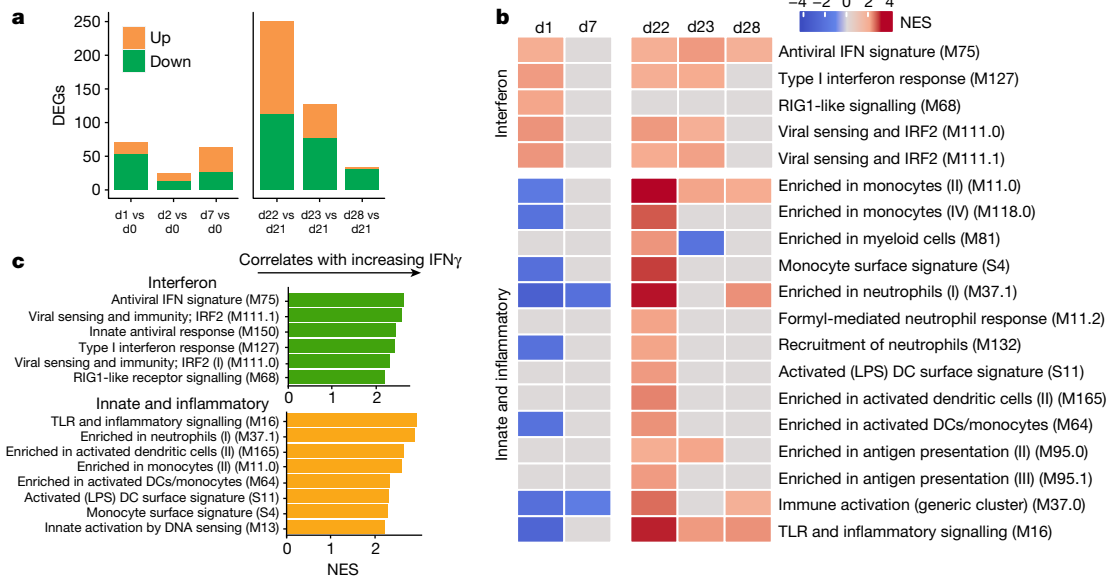 a
250
200
150
100
50
0
DEGs
Up
Down
d1 vs d0
d2 vs d0
d7 vs d0
d22 vs d21
d23 vs d21
d28 vs d21
b
−4 −2 0 2 4
NES
d1 d7 d22 d23 d28
Interferon
Antiviral IFN signature (M75)
Type I interferon response (M127)
RIG1-like signalling (M68)
Viral sensing and IRF2 (M111.0)
Viral sensing and IRF2 (M111.1)
Innate and inflammatory
Enriched in monocytes (II) (M11.0)
Enriched in monocytes (IV) (M118.0)
Enriched in myeloid cells (M81)
Monocyte surface signature (S4)
Enriched in neutrophils (I) (M37.1)
Formyl-mediated neutrophil response (M11.2)
Recruitment of neutrophils (M132)
Activated (LPS) DC surface signature (S11)
Enriched in activated dendritic cells (II) (M165)
Enriched in activated DCs/monocytes (M64)
Enriched in antigen presentation (II) (M95.0)
Enriched in antigen presentation (III) (M95.1)
Immune activation (generic cluster) (M37.0)
TLR and inflammatory signalling (M16)
c
Correlates with increasing IFNγ
Interferon
Antiviral IFN signature (M75)
Viral sensing and immunity; IRF2 (M111.1)
Innate antiviral response (M150)
Type I interferon response (M127)
Viral sensing and immunity; IRF2 (I) (M111.0)
RIG1-like receptor signalling (M68)
0 1 2
Innate and inflammatory
TLR and inflammatory signalling (M16)
Enriched in neutrophils (I) (M37.1)
Enriched in activated dendritic cells (II) (M165)
Enriched in monocytes (II) (M11.0)
Enriched in activated DCs/monocytes (M64)
Activated (LPS) DC surface signature (S11)
Monocyte surface signature (S4)
Innate activation by DNA sensing (M13)
0 1 2
NES